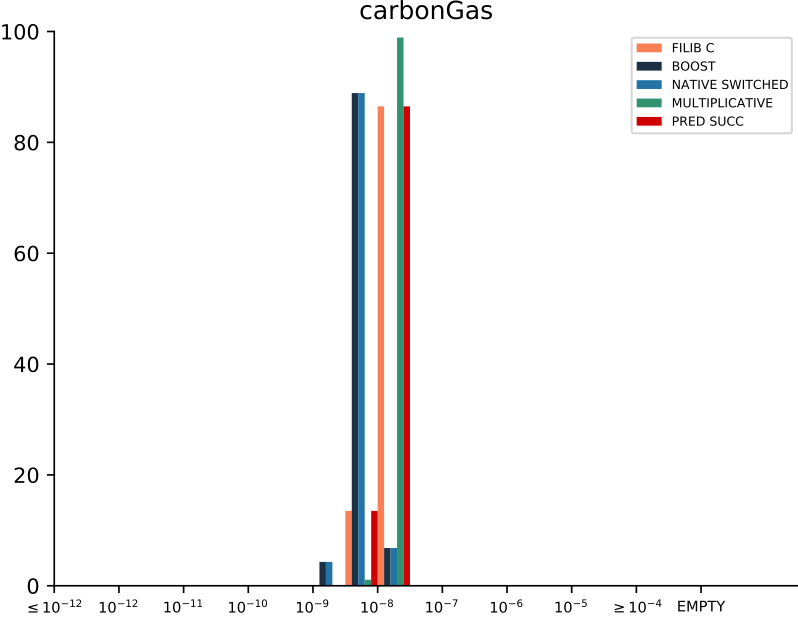 carbonGas
100
80
60
40
20
0
≤10⁻¹² 10⁻¹² 10⁻¹¹ 10⁻¹⁰ 10⁻⁹ 10⁻⁸ 10⁻⁷ 10⁻⁶ 10⁻⁵ ≥10⁻⁴ EMPTY
FILIB C
BOOST
NATIVE SWITCHED
MULTIPLICATIVE
PRED SUCC